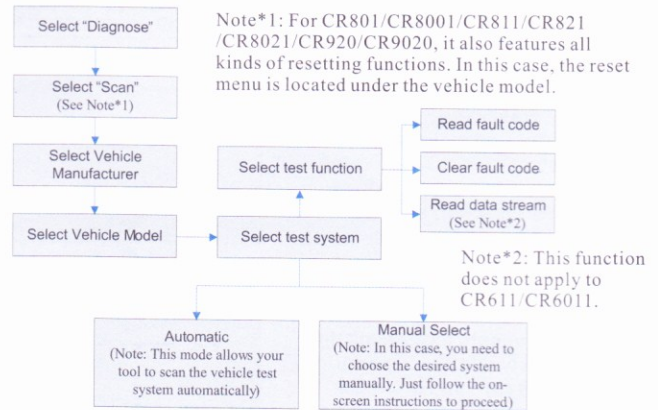 Select “Diagnose”
Note*1: For CR801/CR8001/CR811/CR821
/CR8021/CR920/CR9020, it also features all
kinds of resetting functions. In this case, the reset
menu is located under the vehicle model.
Select “Scan”
(See Note*1)
Select Vehicle
Manufacturer
Select Vehicle Model
Select test system
Select test function
Read fault code
Clear fault code
Read data stream
(See Note*2)
Note*2: This function
does not apply to
CR611/CR6011.
Automatic
(Note: This mode allows your
tool to scan the vehicle test
system automatically)
Manual Select
(Note: In this case, you need to
choose the desired system
manually. Just follow the on-
screen instructions to proceed)